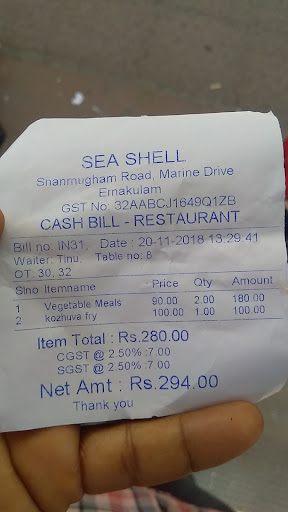 SEA SHELL
Shanmugham Road, Marine Drive
Ernakulam
GST No: 32AABCJ1649Q1ZB
CASH BILL - RESTAURANT
Bill no: IN31, Date : 20-11-2018 13:29:41
Waiter: Tinu, Table no: 8
OT: 30, 32
Slno Itemname Price Qty Amount
1 Vegetable Meals 90.00 2.00 180.00
2 kozhuva fry 100.00 1.00 100.00
Item Total : Rs.280.00
CGST @ 2.50% :7.00
SGST @ 2.50% :7.00
Net Amt : Rs.294.00
Thank you